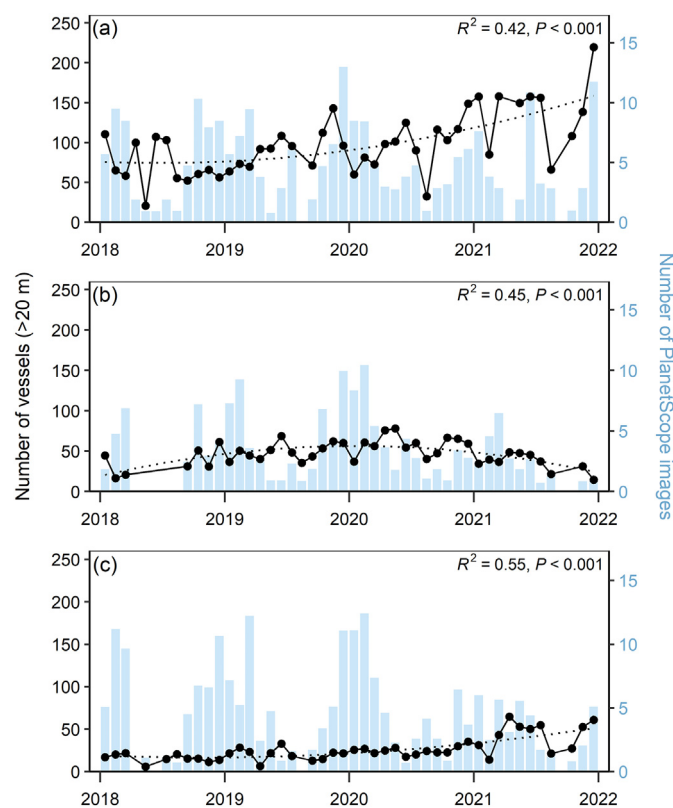 (a)
R² = 0.42, P < 0.001
250
200
150
100
50
0
15
10
5
0
2018 2019 2020 2021 2022
(b)
R² = 0.45, P < 0.001
250
200
150
100
50
0
15
10
5
0
2018 2019 2020 2021 2022
(c)
R² = 0.55, P < 0.001
250
200
150
100
50
0
15
10
5
0
2018 2019 2020 2021 2022
Number of vessels (>20 m)
Number of PlanetScope images